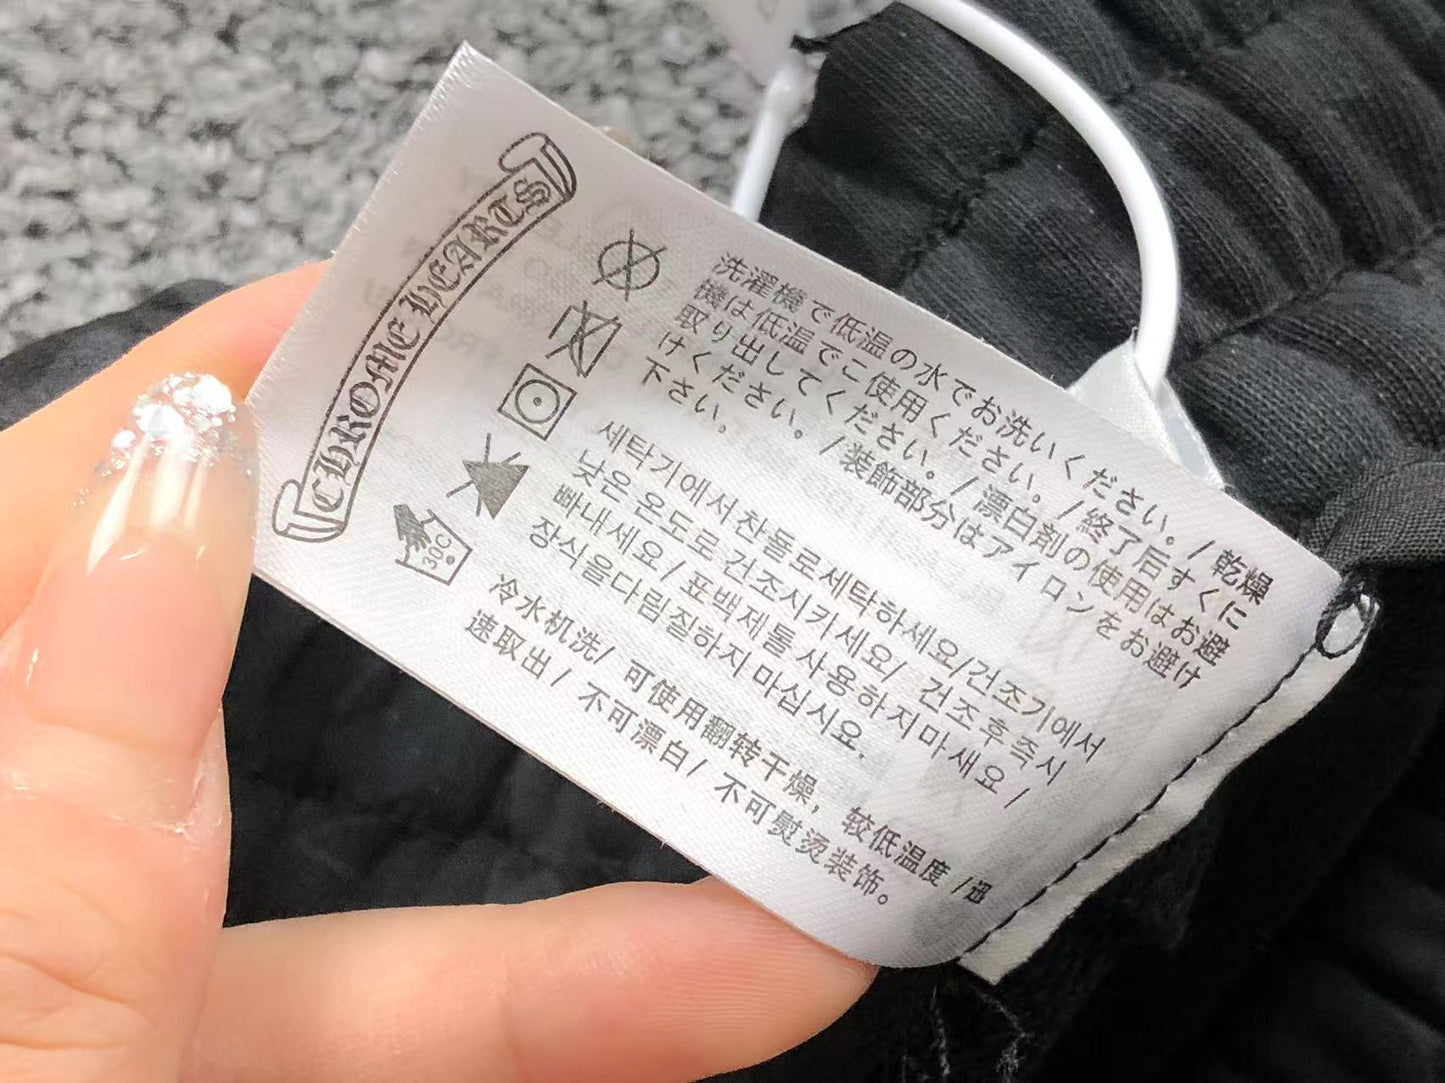 CHROME HEARTS
洗濯機で低温の水でお洗いください。/ 乾燥
機は低温でご使用ください。/ 終了后すぐに
取り出してください。/ 漂白剤の使用はお避
けください。/装飾部分はアイロンをお避け
下さい。
세탁기에서 찬물로 세탁하세요/건조기에서
낮은 온도로 건조시카세요/ 건조후 즉시
빠내세요/ 표백제를 사용하지마새요 /
장식을다림질하지 마십시요.
冷水机洗/ 可使用翻转干燥，较低温度 /迅
速取出/ 不可漂白/ 不可熨烫装饰。
30C